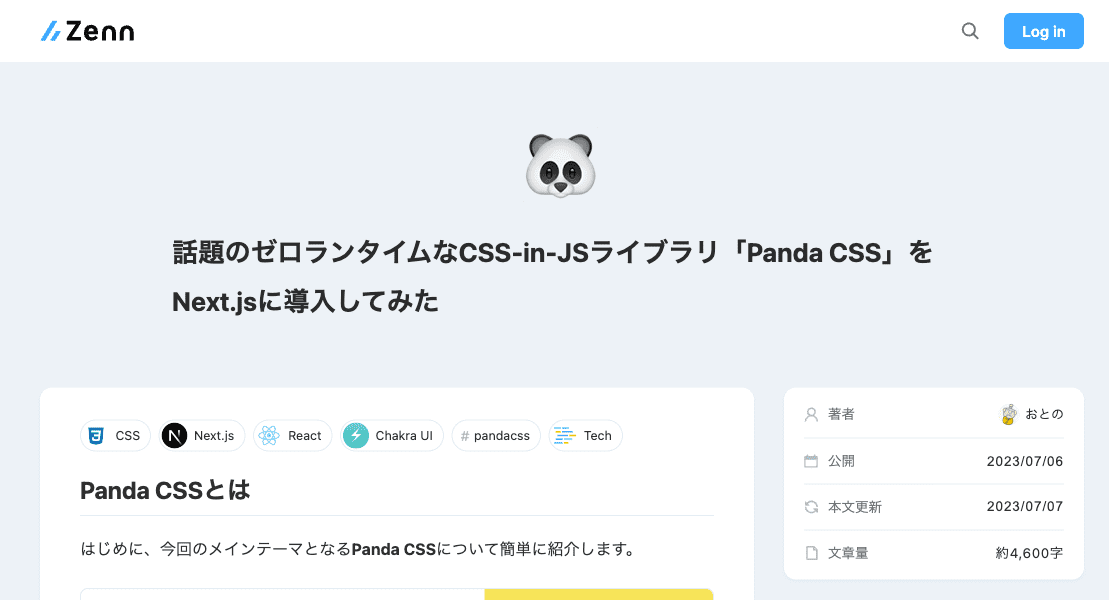 Zenn
Log in
話題のゼロランタイムなCSS-in-JSライブラリ「Panda CSS」を
Next.jsに導入してみた
CSS
Next.js
React
Chakra UI
# pandacss
Tech
Panda CSSとは
はじめに、今回のメインテーマとなるPanda CSSについて簡単に紹介します。
著者 おとの
公開 2023/07/06
本文更新 2023/07/07
文章量 約4,600字